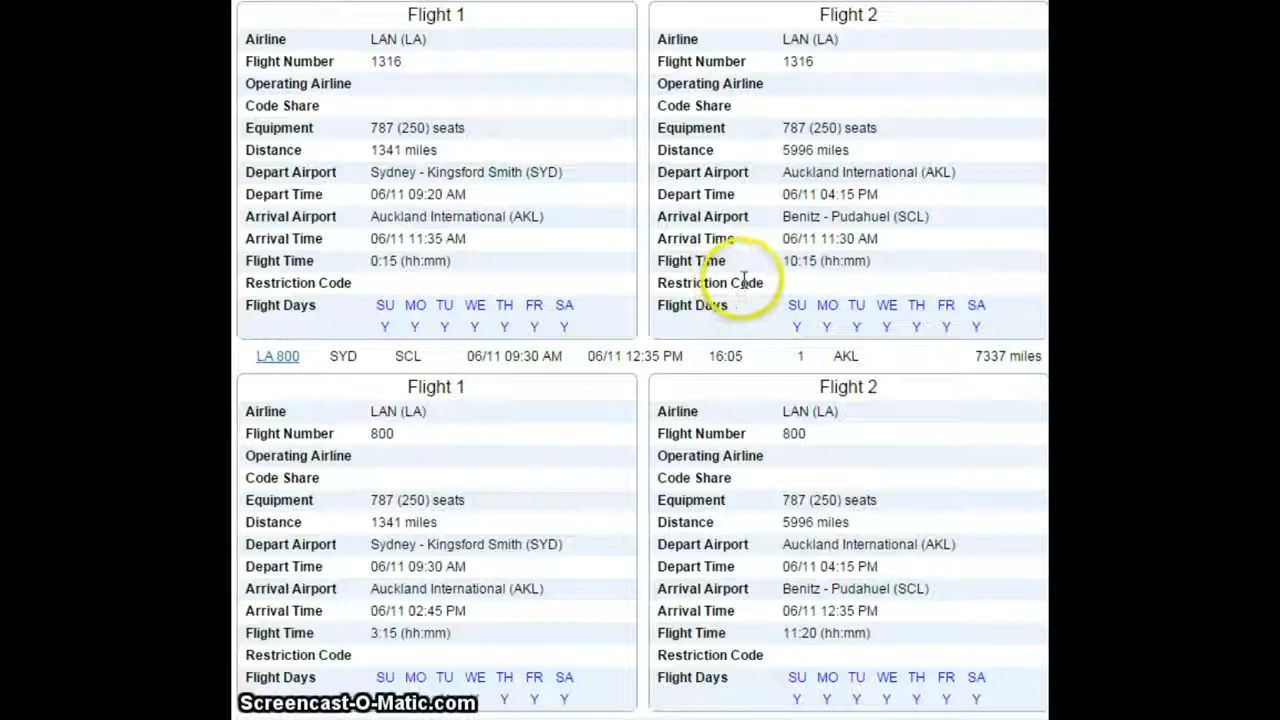 Flight 1
Airline LAN (LA)
Flight Number 1316
Operating Airline
Code Share
Equipment 787 (250) seats
Distance 1341 miles
Depart Airport Sydney - Kingsford Smith (SYD)
Depart Time 06/11 09:20 AM
Arrival Airport Auckland International (AKL)
Arrival Time 06/11 11:35 AM
Flight Time 0:15 (hh:mm)
Restriction Code
Flight Days SU MO TU WE TH FR SA
Y Y Y Y Y Y Y
Flight 2
Airline LAN (LA)
Flight Number 1316
Operating Airline
Code Share
Equipment 787 (250) seats
Distance 5996 miles
Depart Airport Auckland International (AKL)
Depart Time 06/11 04:15 PM
Arrival Airport Benitz - Pudahuel (SCL)
Arrival Time 06/11 11:30 AM
Flight Time 10:15 (hh:mm)
Restriction Code
Flight Days SU MO TU WE TH FR SA
Y Y Y Y Y Y Y
LA 800 SYD SCL 06/11 09:30 AM 06/11 12:35 PM 16:05 1 AKL 7337 miles
Flight 1
Airline LAN (LA)
Flight Number 800
Operating Airline
Code Share
Equipment 787 (250) seats
Distance 1341 miles
Depart Airport Sydney - Kingsford Smith (SYD)
Depart Time 06/11 09:30 AM
Arrival Airport Auckland International (AKL)
Arrival Time 06/11 02:45 PM
Flight Time 3:15 (hh:mm)
Restriction Code
Flight Days SU MO TU WE TH FR SA
Y Y Y
Flight 2
Airline LAN (LA)
Flight Number 800
Operating Airline
Code Share
Equipment 787 (250) seats
Distance 5996 miles
Depart Airport Auckland International (AKL)
Depart Time 06/11 04:15 PM
Arrival Airport Benitz - Pudahuel (SCL)
Arrival Time 06/11 12:35 PM
Flight Time 11:20 (hh:mm)
Restriction Code
Flight Days SU MO TU WE TH FR SA
Y Y Y Y Y Y Y
Screencast-O-Matic.com